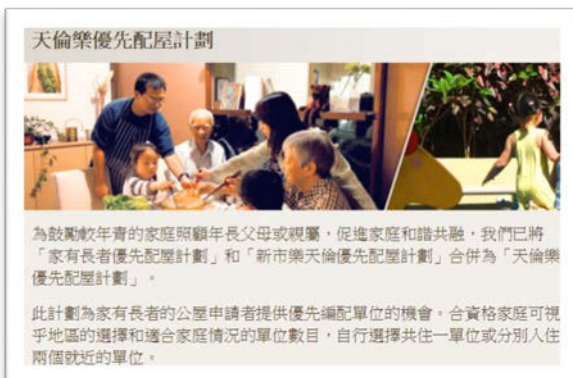 天倫樂優先配屋計劃
為鼓勵較年青的家庭照顧年長父母或親屬，促進家庭和諧共融，我們已將
「家有長者優先配屋計劃」和「新市樂天倫優先配屋計劃」合併為「天倫樂
優先配屋計劃」。
此計劃為家有長者的公屋申請者提供優先編配單位的機會。合資格家庭可視
乎地區的選擇和適合家庭情況的單位數目，自行選擇共住一單位或分別入住
兩個就近的單位。